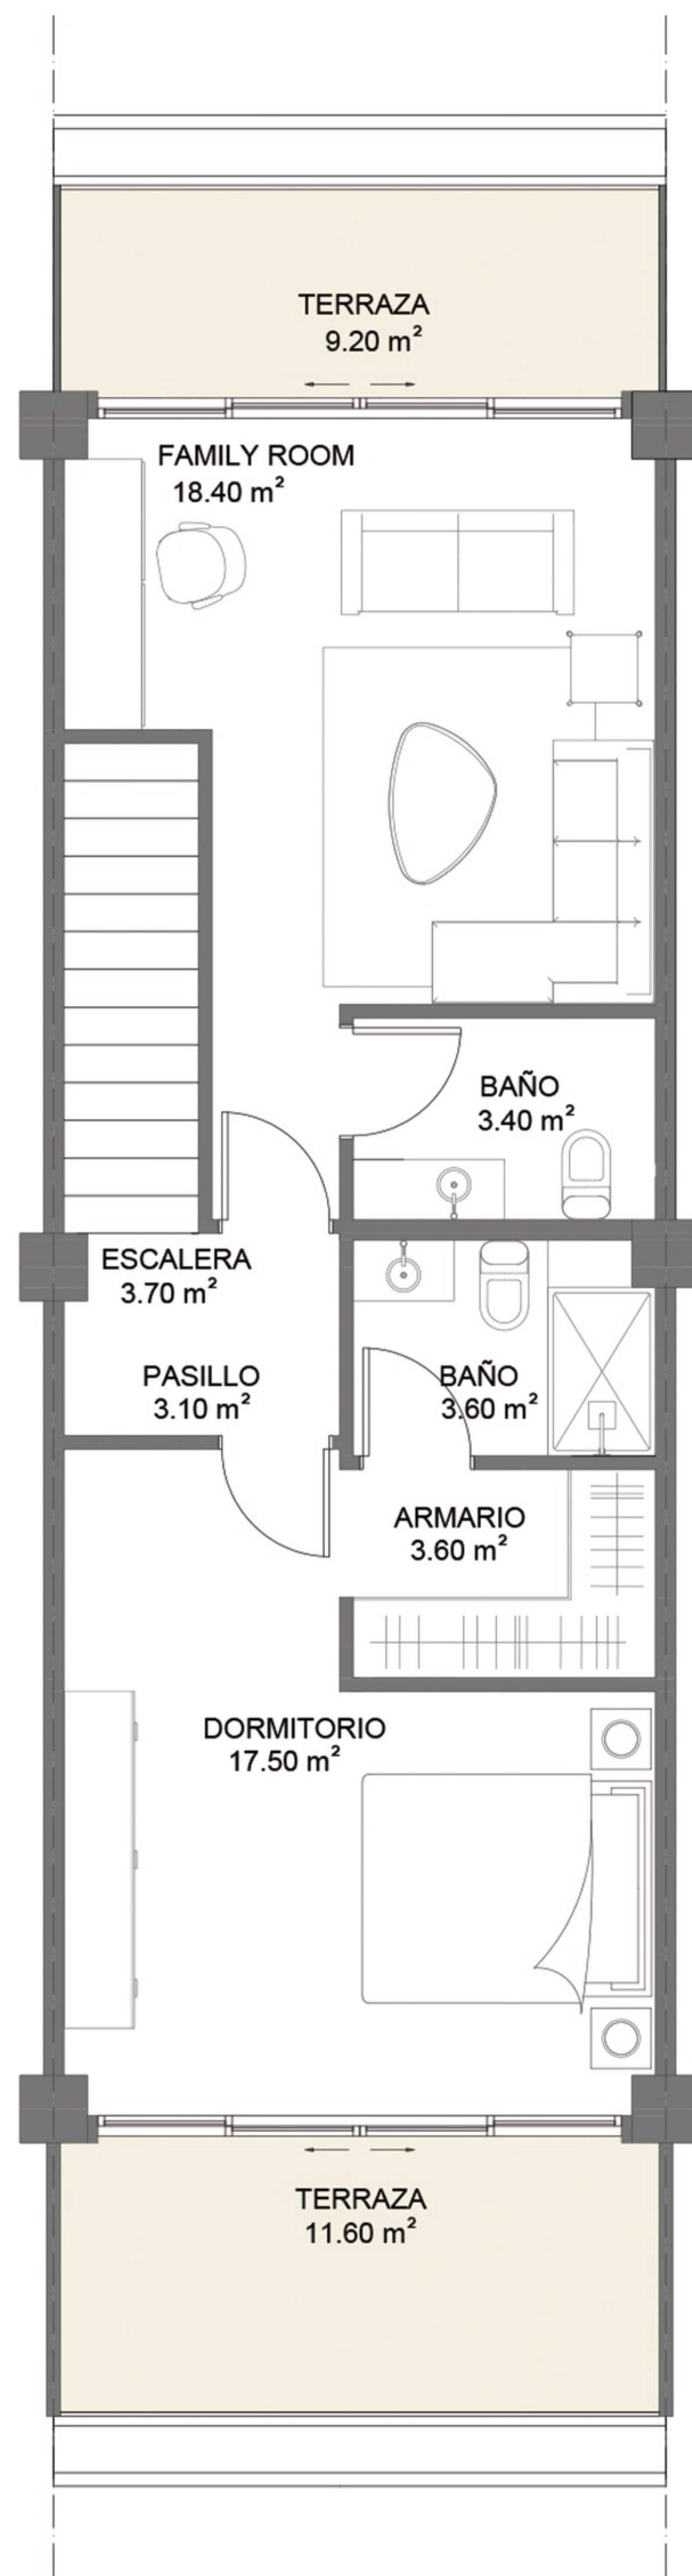 TERRAZA
9.20 m²
FAMILY ROOM
18.40 m²
BAÑO
3.40 m²
ESCALERA
3.70 m²
PASILLO
3.10 m²
BAÑO
3.60 m²
ARMARIO
3.60 m²
DORMITORIO
17.50 m²
TERRAZA
11.60 m²